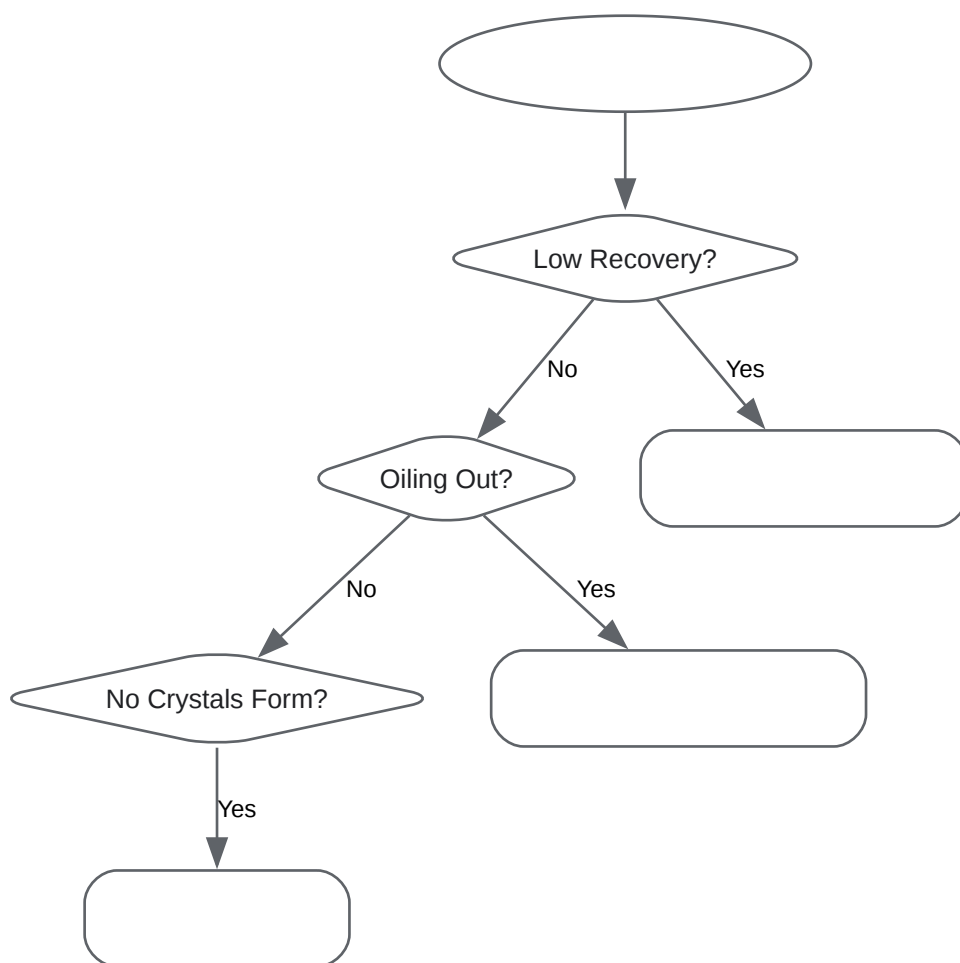 Low Recovery?
No
Yes
Oiling Out?
No
Yes
No Crystals Form?
Yes